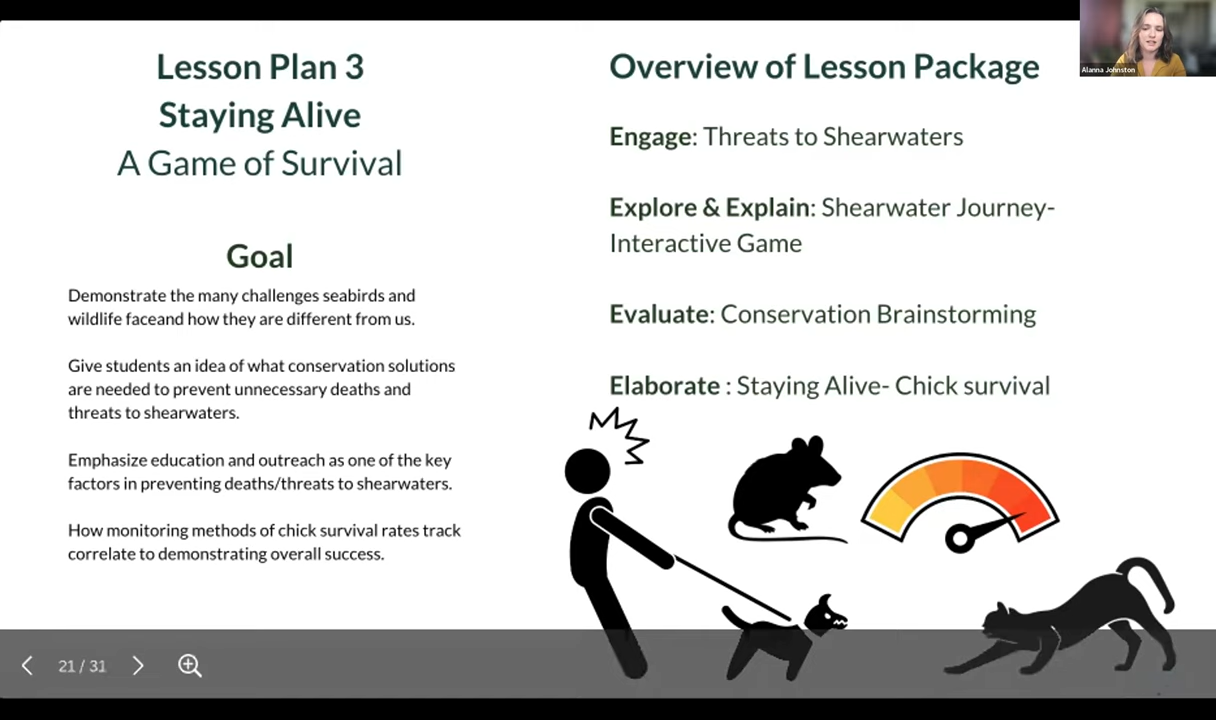 Lesson Plan 3
Staying Alive
A Game of Survival
Goal
Demonstrate the many challenges seabirds and
wildlife faceand how they are different from us.
Give students an idea of what conservation solutions
are needed to prevent unnecessary deaths and
threats to shearwaters.
Emphasize education and outreach as one of the key
factors in preventing deaths/threats to shearwaters.
How monitoring methods of chick survival rates track
correlate to demonstrating overall success.
Overview of Lesson Package
Engage: Threats to Shearwaters
Explore & Explain: Shearwater Journey-
Interactive Game
Evaluate: Conservation Brainstorming
Elaborate : Staying Alive- Chick survival
Alanna Johnston
21 / 31